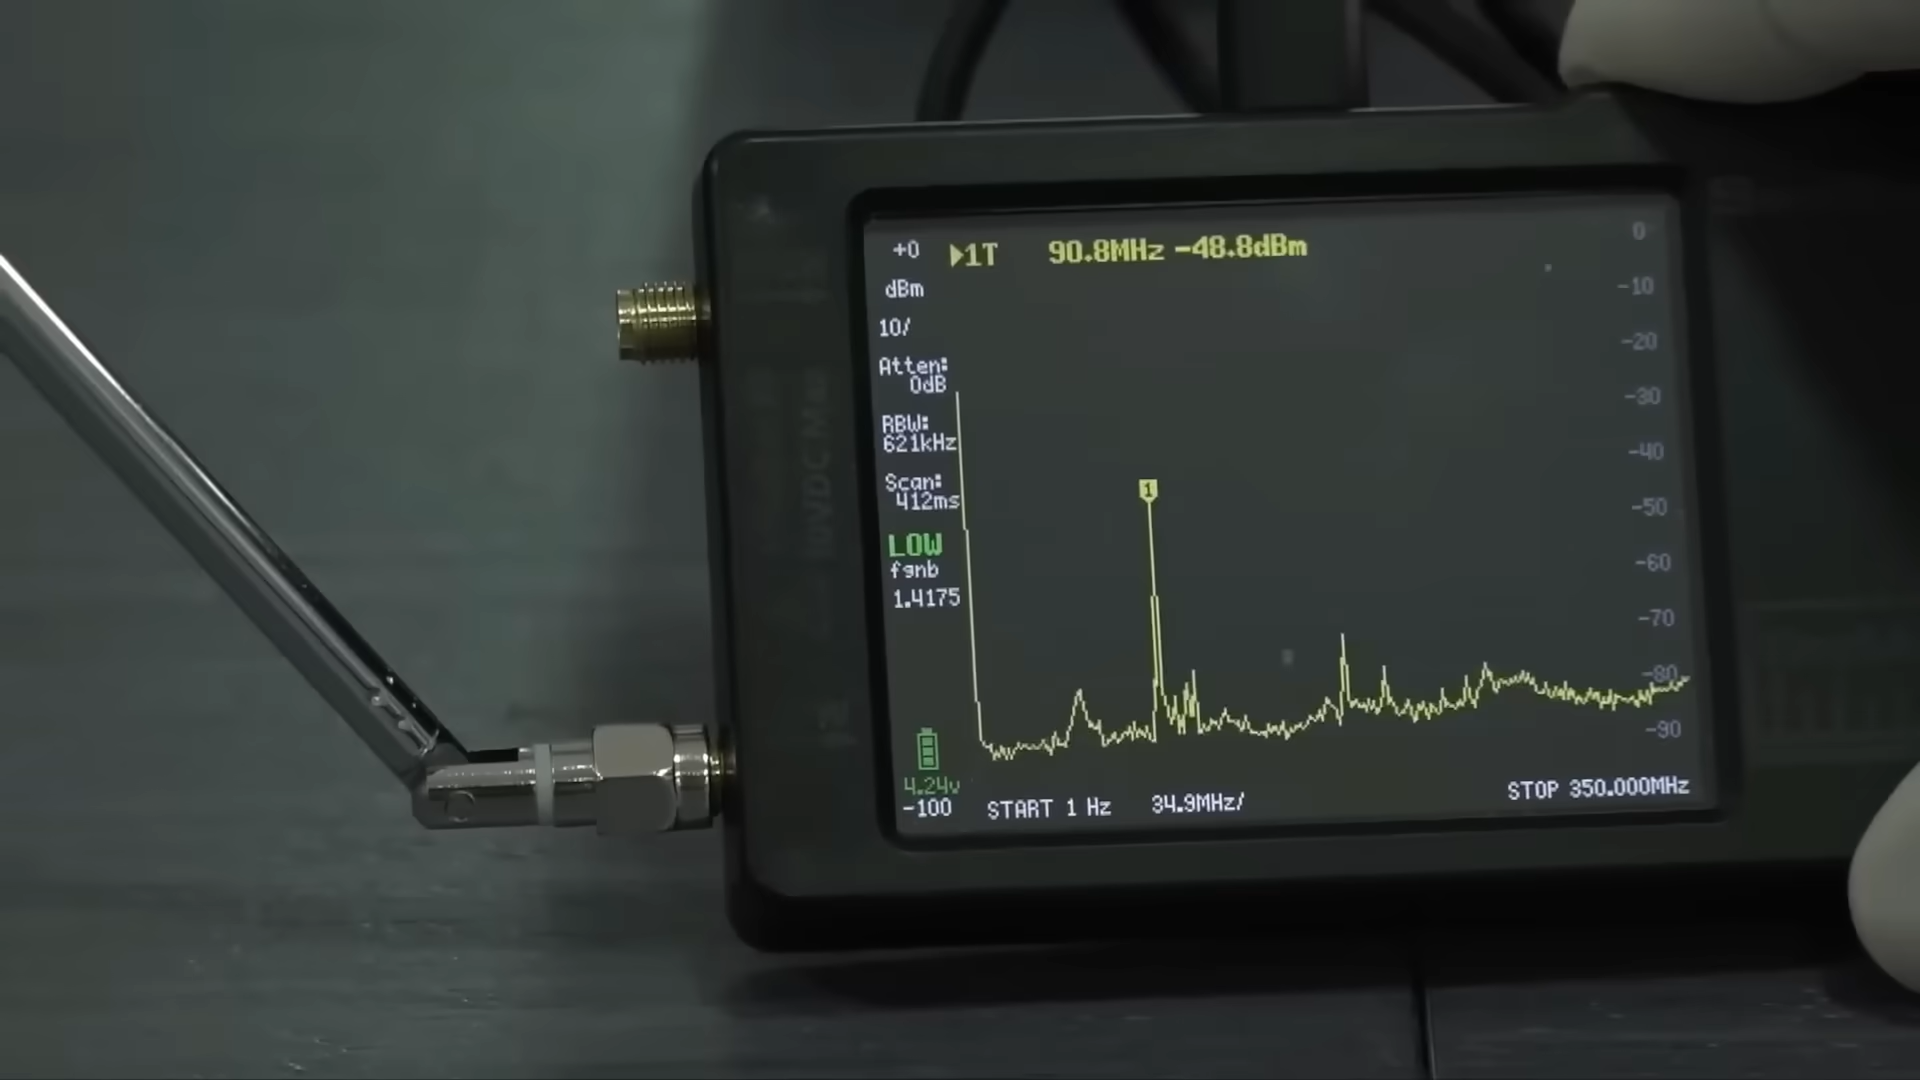 +0
▶1T 90.8MHz -48.8dBm
dBm
10/
Atten:
0dB
RBW:
621kHz
Scan:
412ms
LOW
fgnb
1.4175
4.24v
-100
START 1 Hz 34.9MHz/ STOP 350.000MHz
1
0
-10
-20
-30
-40
-50
-60
-70
-80
-90